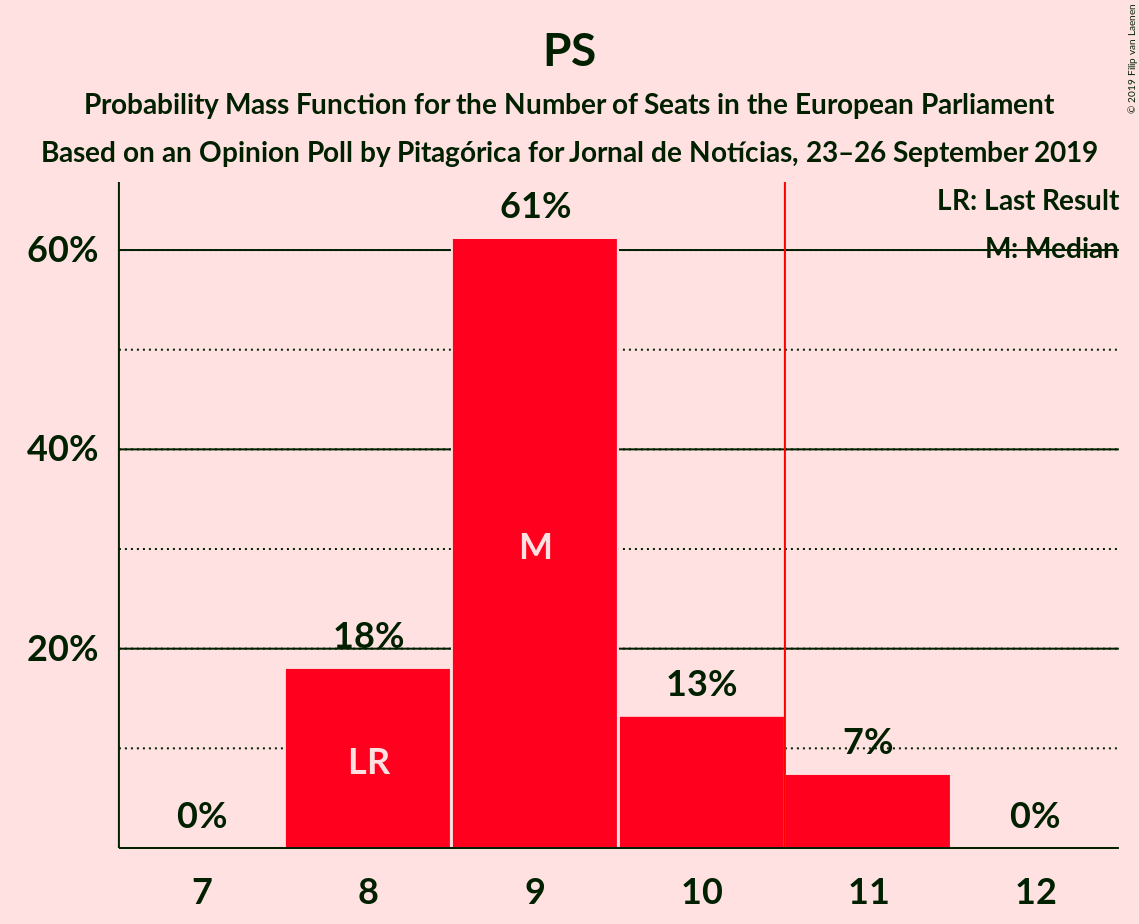 PS
Probability Mass Function for the Number of Seats in the European Parliament
Based on an Opinion Poll by Pitagórica for Jornal de Notícias, 23–26 September 2019
© 2019 Filip van Laenen
LR: Last Result
M: Median
60%
40%
20%
0%
18%
61%
13%
7%
0%
LR
M
7
8
9
10
11
12